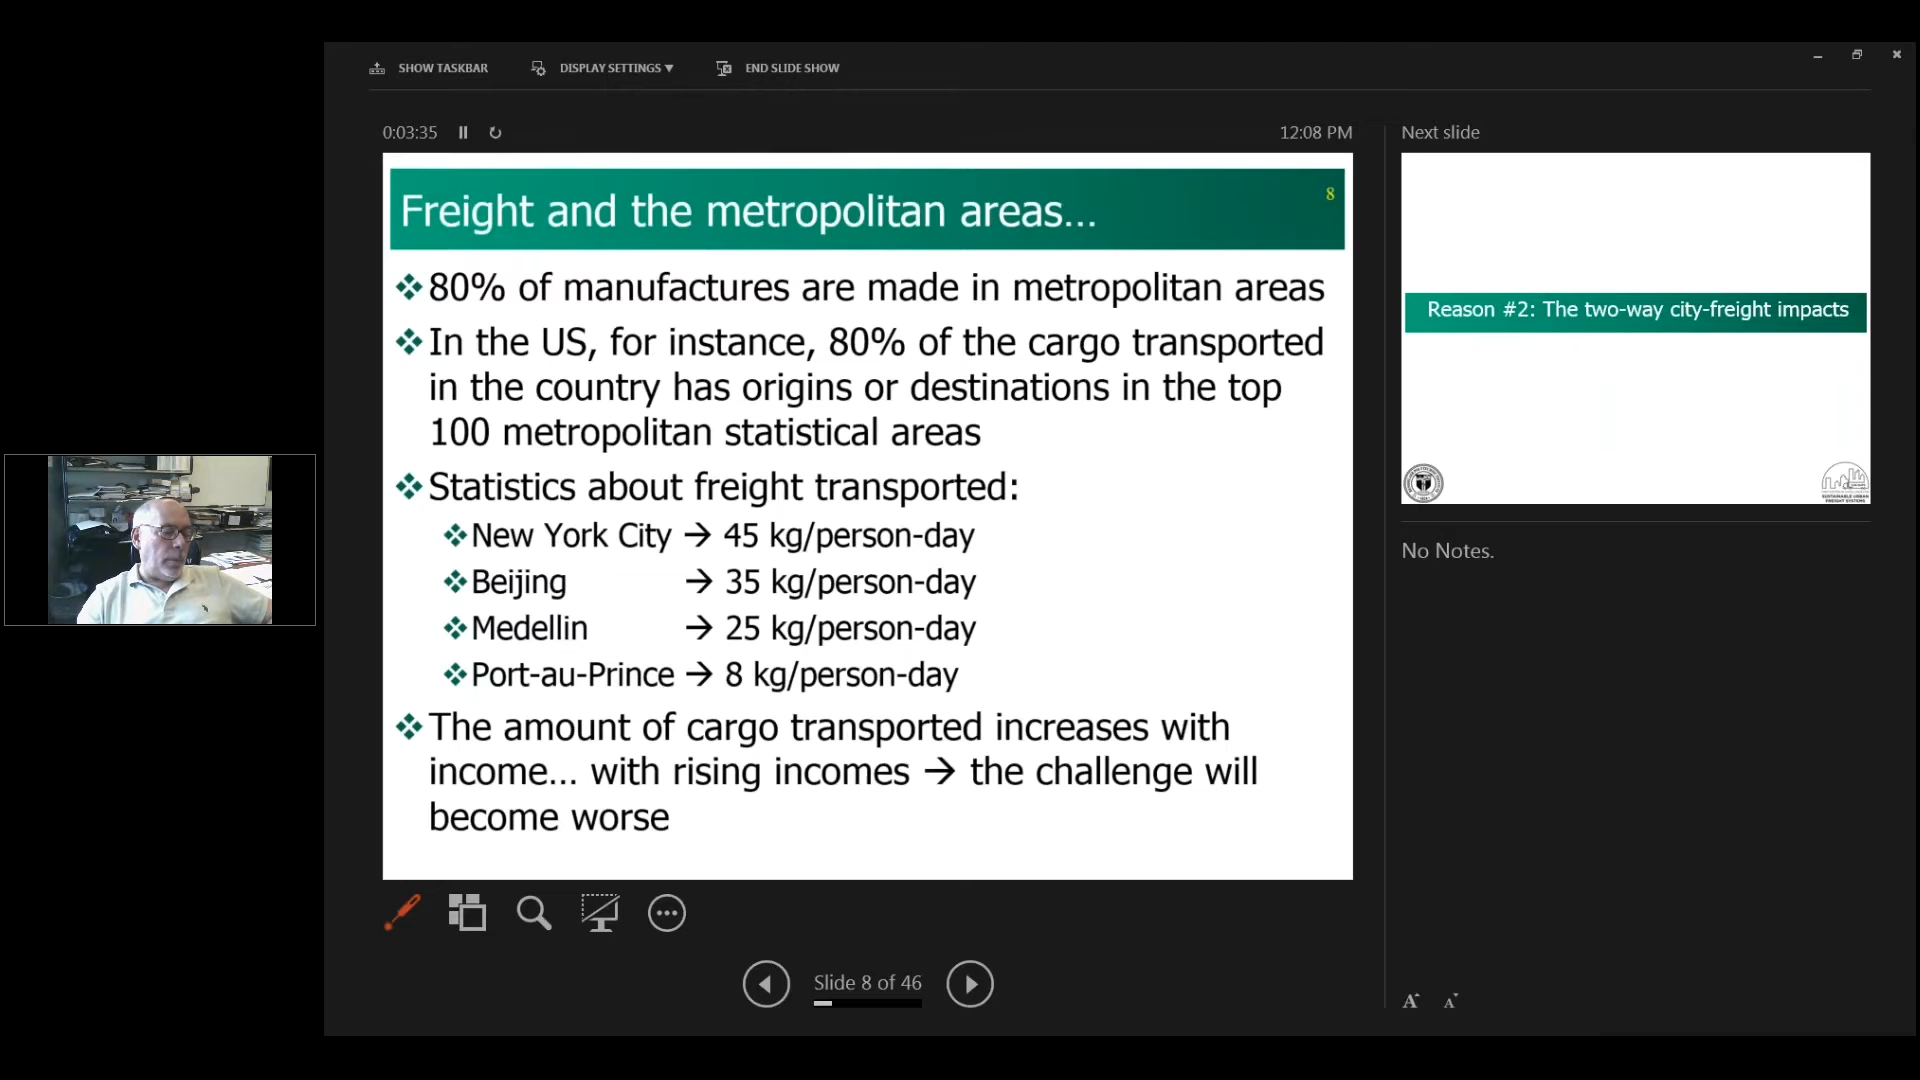 SHOW TASKBAR
DISPLAY SETTINGS ▼
END SLIDE SHOW
0:03:35
12:08 PM
Freight and the metropolitan areas...
8
80% of manufactures are made in metropolitan areas
In the US, for instance, 80% of the cargo transported
in the country has origins or destinations in the top
100 metropolitan statistical areas
Statistics about freight transported:
New York City → 45 kg/person-day
Beijing → 35 kg/person-day
Medellin → 25 kg/person-day
Port-au-Prince → 8 kg/person-day
The amount of cargo transported increases with
income... with rising incomes → the challenge will
become worse
Slide 8 of 46
Next slide
Reason #2: The two-way city-freight impacts
SUSTAINABLE URBAN
FREIGHT SYSTEMS
No Notes.
A A